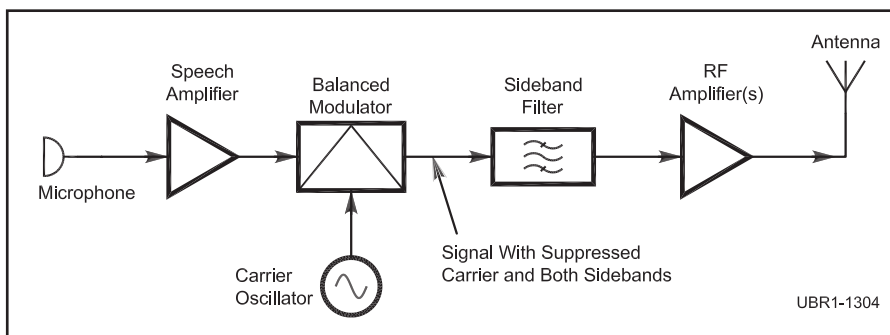 Antenna
Speech
Amplifier
Balanced
Modulator
Sideband
Filter
RF
Amplifier(s)
Microphone
Carrier
Oscillator
Signal With Suppressed
Carrier and Both Sidebands
UBR1-1304